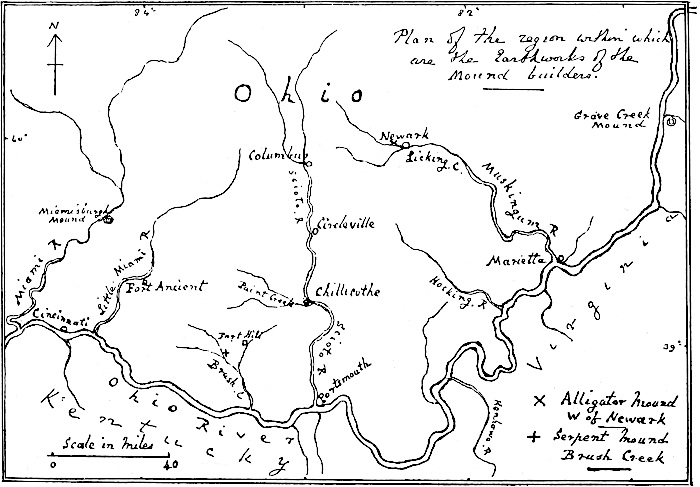 84°
82°
N
Plan of the region within which
are the Earthworks of the
Mound builders.
Ohio
Grave Creek
Mound
40°
Newark
Licking C.
Columbus
Scioto R
Muskingum R
Miamisburgh
Mound
Circleville
Miami R
Little Miami R
Marietta
Fort Ancient
Paint Creek
Chillicothe
Hocking. R
Virginia
Cincinnati
Fort Hill
Scioto R
39°
Brush C
Portsmouth
Ohio River
Kentucky
Kanhawa. R
× Alligator Mound
W of Newark
+ Serpent Mound
Brush Creek
Scale in Miles
0 40